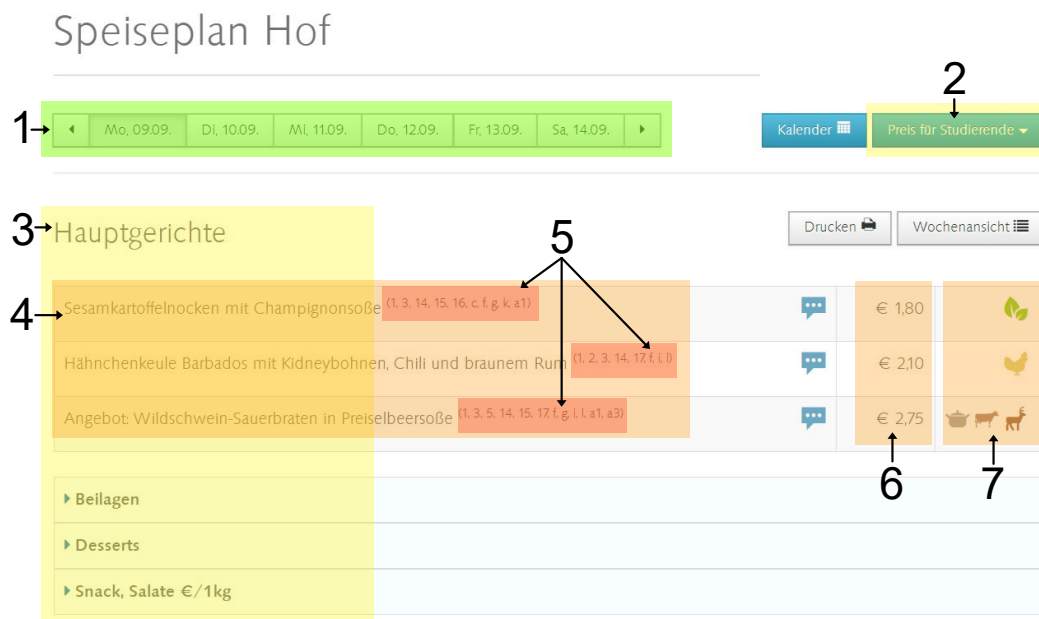 Speiseplan Hof
2
1 Mo, 09.09. Di, 10.09. Mi, 11.09. Do, 12.09. Fr, 13.09. Sa, 14.09. Kalender Preis für Studierende
3 Hauptgerichte 5 Drucken Wochenansicht
4 Sesamkartoffelnocken mit Champignonsoße (1, 3, 14, 15, 16, c, f, g, k, a1) € 1,80
Hähnchenkeule Barbados mit Kidneybohnen, Chili und braunem Rum (1, 2, 3, 14, 17, f, i, l) € 2,10
Angebot: Wildschwein-Sauerbraten in Preiselbeersoße (1, 3, 5, 14, 15, 17, f, g, i, l, a1, a3) € 2,75
6 7
Beilagen
Desserts
Snack, Salate €/1kg